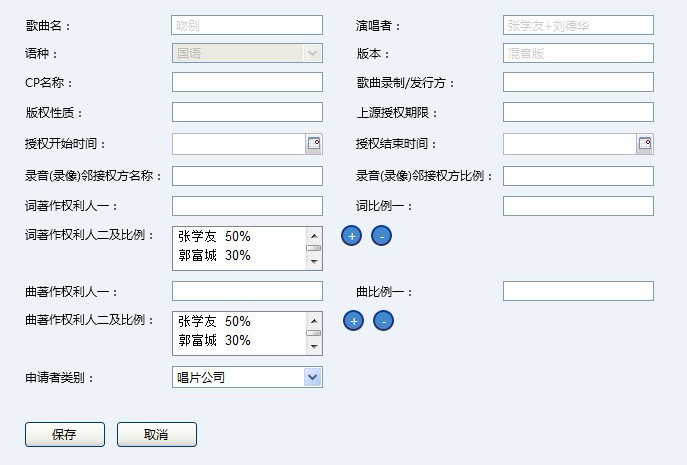 歌曲名： 吻别 演唱者： 张学友+刘德华
语种： 国语 版本： 混音版
CP名称： 歌曲录制/发行方：
版权性质： 上源授权期限：
授权开始时间： 授权结束时间：
录音(录像)邻接权方名称： 录音(录像)邻接权方比例：
词著作权利人一： 词比例一：
词著作权利人二及比例： 张学友 50% + -
郭富城 30%
曲著作权利人一： 曲比例一：
曲著作权利人二及比例： 张学友 50% + -
郭富城 30%
申请者类别： 唱片公司
保存 取消